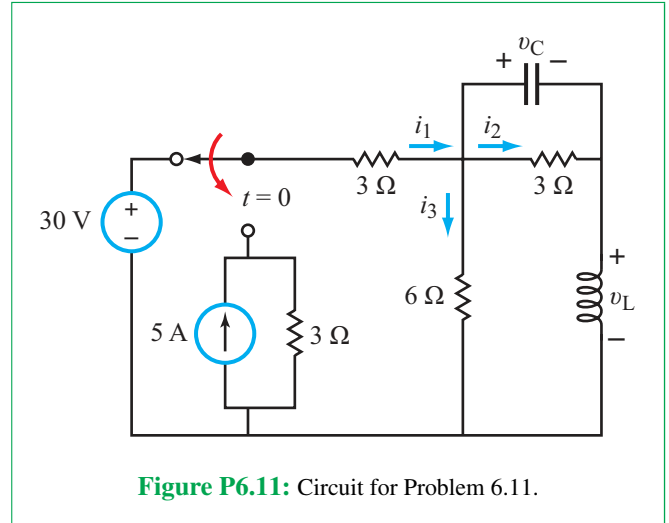 + vC −
i1 i2
3 Ω 3 Ω
t = 0
i3
30 V + −
6 Ω
+ vL −
5 A 3 Ω
Figure P6.11: Circuit for Problem 6.11.